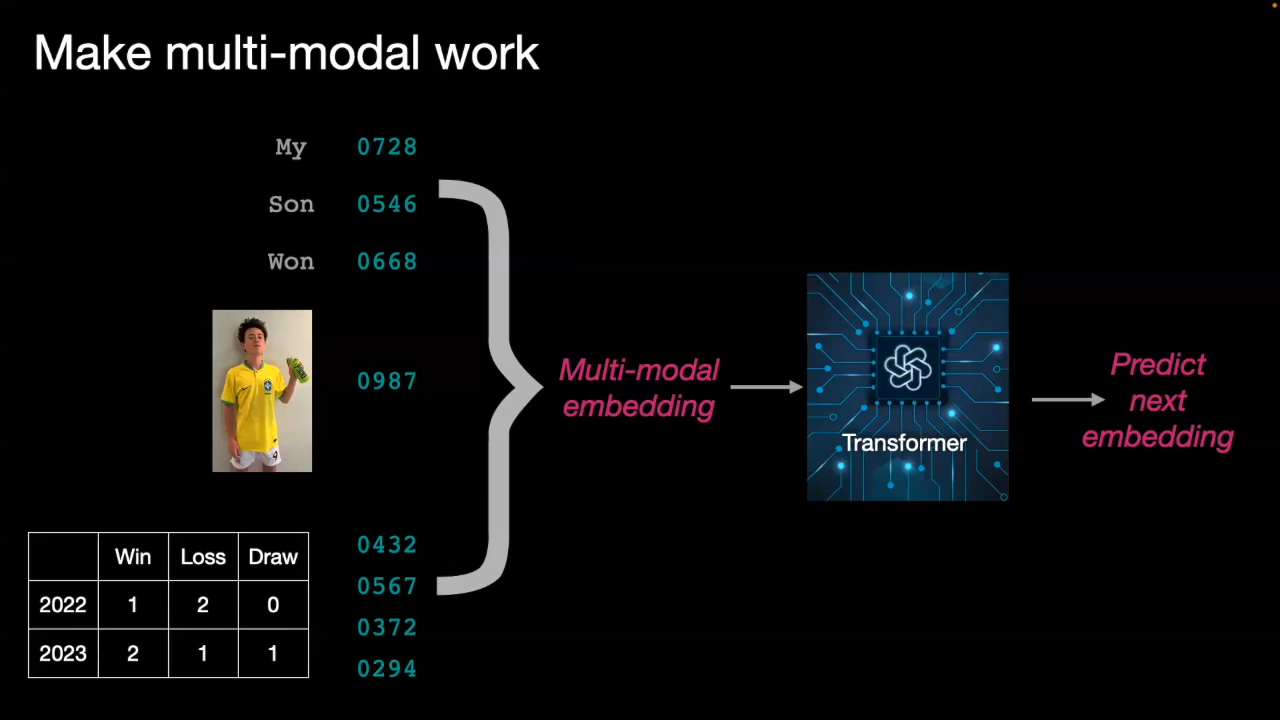 Make multi-modal work
My 0728
Son 0546
Won 0668
0987
9
Win Loss Draw
2022 1 2 0
2023 2 1 1
0432
0567
0372
0294
Multi-modal
embedding
Transformer
Predict
next
embedding